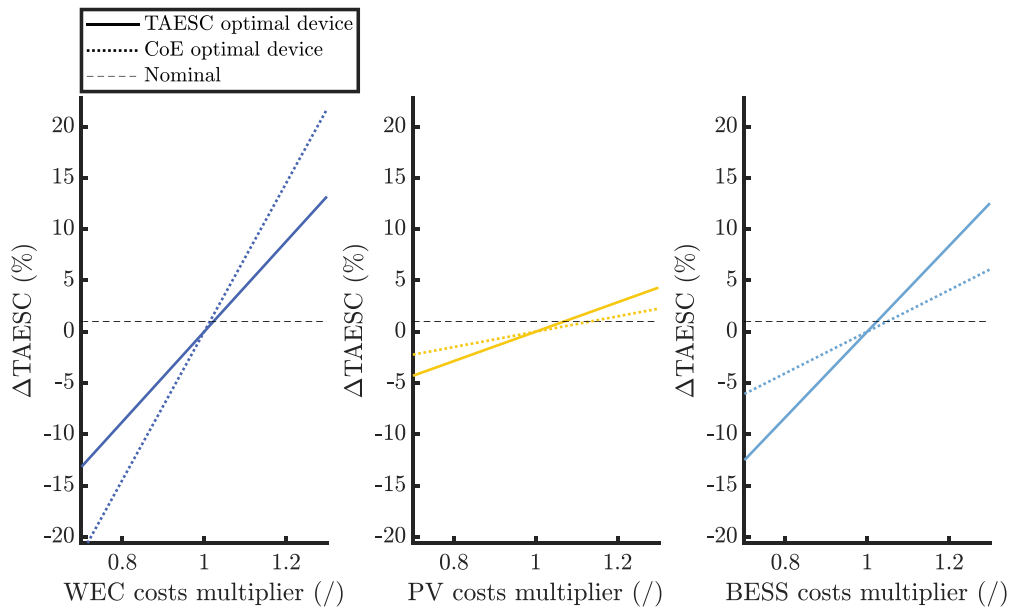 TAESC optimal device
CoE optimal device
Nominal
20
15
10
5
0
-5
-10
-15
-20
ΔTAESC (%)
0.8 1 1.2
WEC costs multiplier (/)
20
15
10
5
0
-5
-10
-15
-20
ΔTAESC (%)
0.8 1 1.2
PV costs multiplier (/)
20
15
10
5
0
-5
-10
-15
-20
ΔTAESC (%)
0.8 1 1.2
BESS costs multiplier (/)